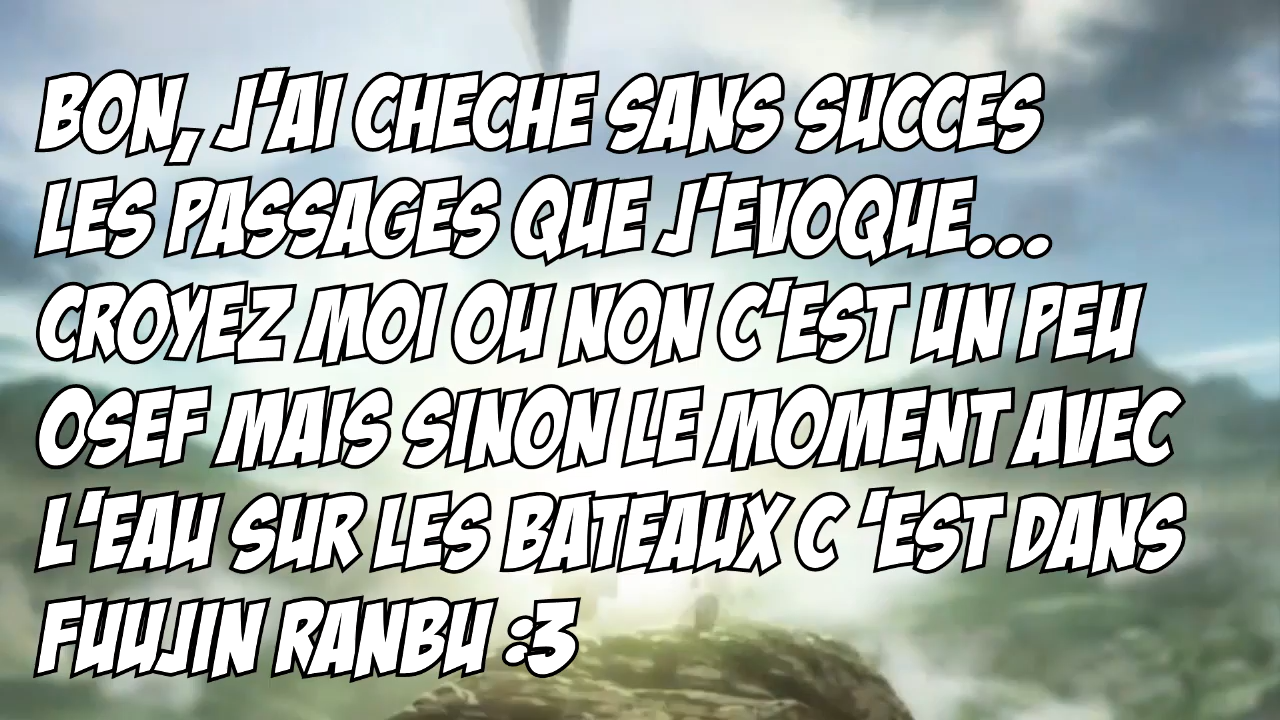 BON, J'AI CHECHE SANS SUCCES
LES PASSAGES QUE J'EVOQUE...
CROYEZ MOI OU NON C'EST UN PEU
OSEF MAIS SINON LE MOMENT AVEC
L'EAU SUR LES BATEAUX C 'EST DANS
FUUJIN RANBU :3